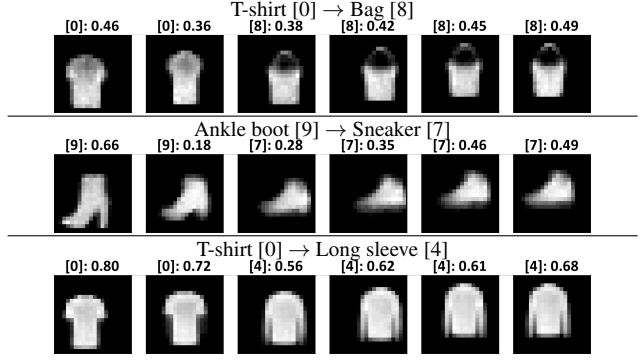 T-shirt [0] → Bag [8]
[0]: 0.46 [0]: 0.36 [8]: 0.38 [8]: 0.42 [8]: 0.45 [8]: 0.49
Ankle boot [9] → Sneaker [7]
[9]: 0.66 [9]: 0.18 [7]: 0.28 [7]: 0.35 [7]: 0.46 [7]: 0.49
T-shirt [0] → Long sleeve [4]
[0]: 0.80 [0]: 0.72 [4]: 0.56 [4]: 0.62 [4]: 0.61 [4]: 0.68